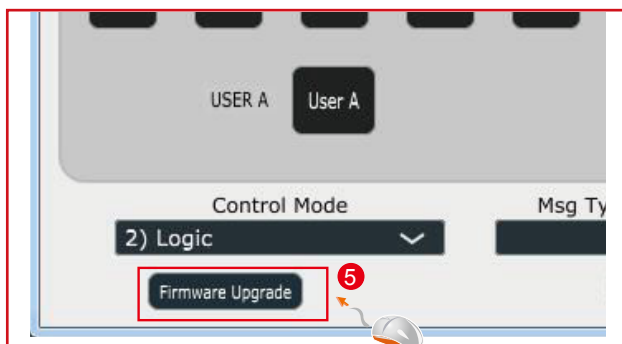 USER A User A
Control Mode Msg Ty
2) Logic
Firmware Upgrade 5